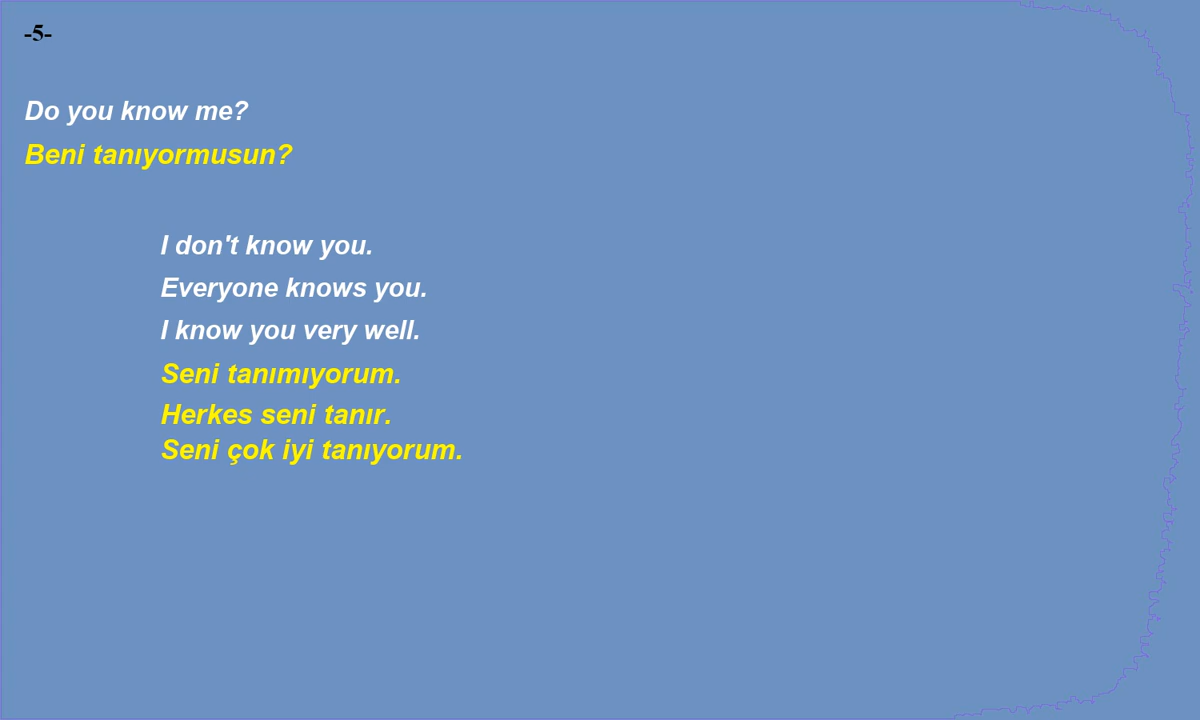 -5-
Do you know me?
Beni tanıyormusun?
I don't know you.
Everyone knows you.
I know you very well.
Seni tanımıyorum.
Herkes seni tanır.
Seni çok iyi tanıyorum.